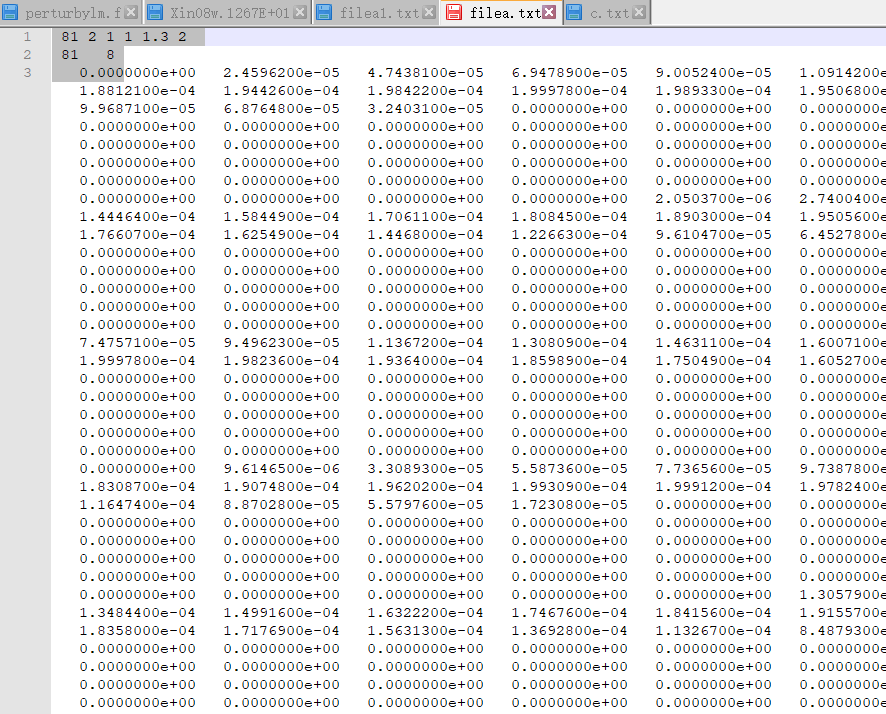 perturbylm.f Xin08w.1267E+01 filea1.txt filea.txt c.txt
1 81 2 1 1 1.3 2
2 81 8
3 0.0000000e+00 2.4596200e-05 4.7438100e-05 6.9478900e-05 9.0052400e-05 1.0914200e
1.8812100e-04 1.9442600e-04 1.9842200e-04 1.9997800e-04 1.9893300e-04 1.9506800e
9.9687100e-05 6.8764800e-05 3.2403100e-05 0.0000000e+00 0.0000000e+00 0.0000000e
0.0000000e+00 0.0000000e+00 0.0000000e+00 0.0000000e+00 0.0000000e+00 0.0000000e
0.0000000e+00 0.0000000e+00 0.0000000e+00 0.0000000e+00 0.0000000e+00 0.0000000e
0.0000000e+00 0.0000000e+00 0.0000000e+00 0.0000000e+00 0.0000000e+00 0.0000000e
0.0000000e+00 0.0000000e+00 0.0000000e+00 0.0000000e+00 0.0000000e+00 0.0000000e
0.0000000e+00 0.0000000e+00 0.0000000e+00 0.0000000e+00 2.0503700e-06 2.7400400e
1.4446400e-04 1.5844900e-04 1.7061100e-04 1.8084500e-04 1.8903000e-04 1.9505600e
1.7660700e-04 1.6254900e-04 1.4468000e-04 1.2266300e-04 9.6104700e-05 6.4527800e
0.0000000e+00 0.0000000e+00 0.0000000e+00 0.0000000e+00 0.0000000e+00 0.0000000e
0.0000000e+00 0.0000000e+00 0.0000000e+00 0.0000000e+00 0.0000000e+00 0.0000000e
0.0000000e+00 0.0000000e+00 0.0000000e+00 0.0000000e+00 0.0000000e+00 0.0000000e
0.0000000e+00 0.0000000e+00 0.0000000e+00 0.0000000e+00 0.0000000e+00 0.0000000e
0.0000000e+00 0.0000000e+00 0.0000000e+00 0.0000000e+00 0.0000000e+00 0.0000000e
7.4757100e-05 9.4962300e-05 1.1367200e-04 1.3080900e-04 1.4631100e-04 1.6007100e
1.9997800e-04 1.9823600e-04 1.9364000e-04 1.8598900e-04 1.7504900e-04 1.6052700e
0.0000000e+00 0.0000000e+00 0.0000000e+00 0.0000000e+00 0.0000000e+00 0.0000000e
0.0000000e+00 0.0000000e+00 0.0000000e+00 0.0000000e+00 0.0000000e+00 0.0000000e
0.0000000e+00 0.0000000e+00 0.0000000e+00 0.0000000e+00 0.0000000e+00 0.0000000e
0.0000000e+00 0.0000000e+00 0.0000000e+00 0.0000000e+00 0.0000000e+00 0.0000000e
0.0000000e+00 0.0000000e+00 0.0000000e+00 0.0000000e+00 0.0000000e+00 0.0000000e
0.0000000e+00 9.6146500e-06 3.3089300e-05 5.5873600e-05 7.7365600e-05 9.7387800e
1.8308700e-04 1.9074800e-04 1.9620200e-04 1.9930900e-04 1.9991200e-04 1.9782400e
1.1647400e-04 8.8702800e-05 5.5797600e-05 1.7230800e-05 0.0000000e+00 0.0000000e
0.0000000e+00 0.0000000e+00 0.0000000e+00 0.0000000e+00 0.0000000e+00 0.0000000e
0.0000000e+00 0.0000000e+00 0.0000000e+00 0.0000000e+00 0.0000000e+00 0.0000000e
0.0000000e+00 0.0000000e+00 0.0000000e+00 0.0000000e+00 0.0000000e+00 0.0000000e
0.0000000e+00 0.0000000e+00 0.0000000e+00 0.0000000e+00 0.0000000e+00 0.0000000e
0.0000000e+00 0.0000000e+00 0.0000000e+00 0.0000000e+00 0.0000000e+00 1.3057900e
1.3484400e-04 1.4991600e-04 1.6322200e-04 1.7467600e-04 1.8415600e-04 1.9155700e
1.8358000e-04 1.7176900e-04 1.5631300e-04 1.3692800e-04 1.1326700e-04 8.4879300e
0.0000000e+00 0.0000000e+00 0.0000000e+00 0.0000000e+00 0.0000000e+00 0.0000000e
0.0000000e+00 0.0000000e+00 0.0000000e+00 0.0000000e+00 0.0000000e+00 0.0000000e
0.0000000e+00 0.0000000e+00 0.0000000e+00 0.0000000e+00 0.0000000e+00 0.0000000e
0.0000000e+00 0.0000000e+00 0.0000000e+00 0.0000000e+00 0.0000000e+00 0.0000000e